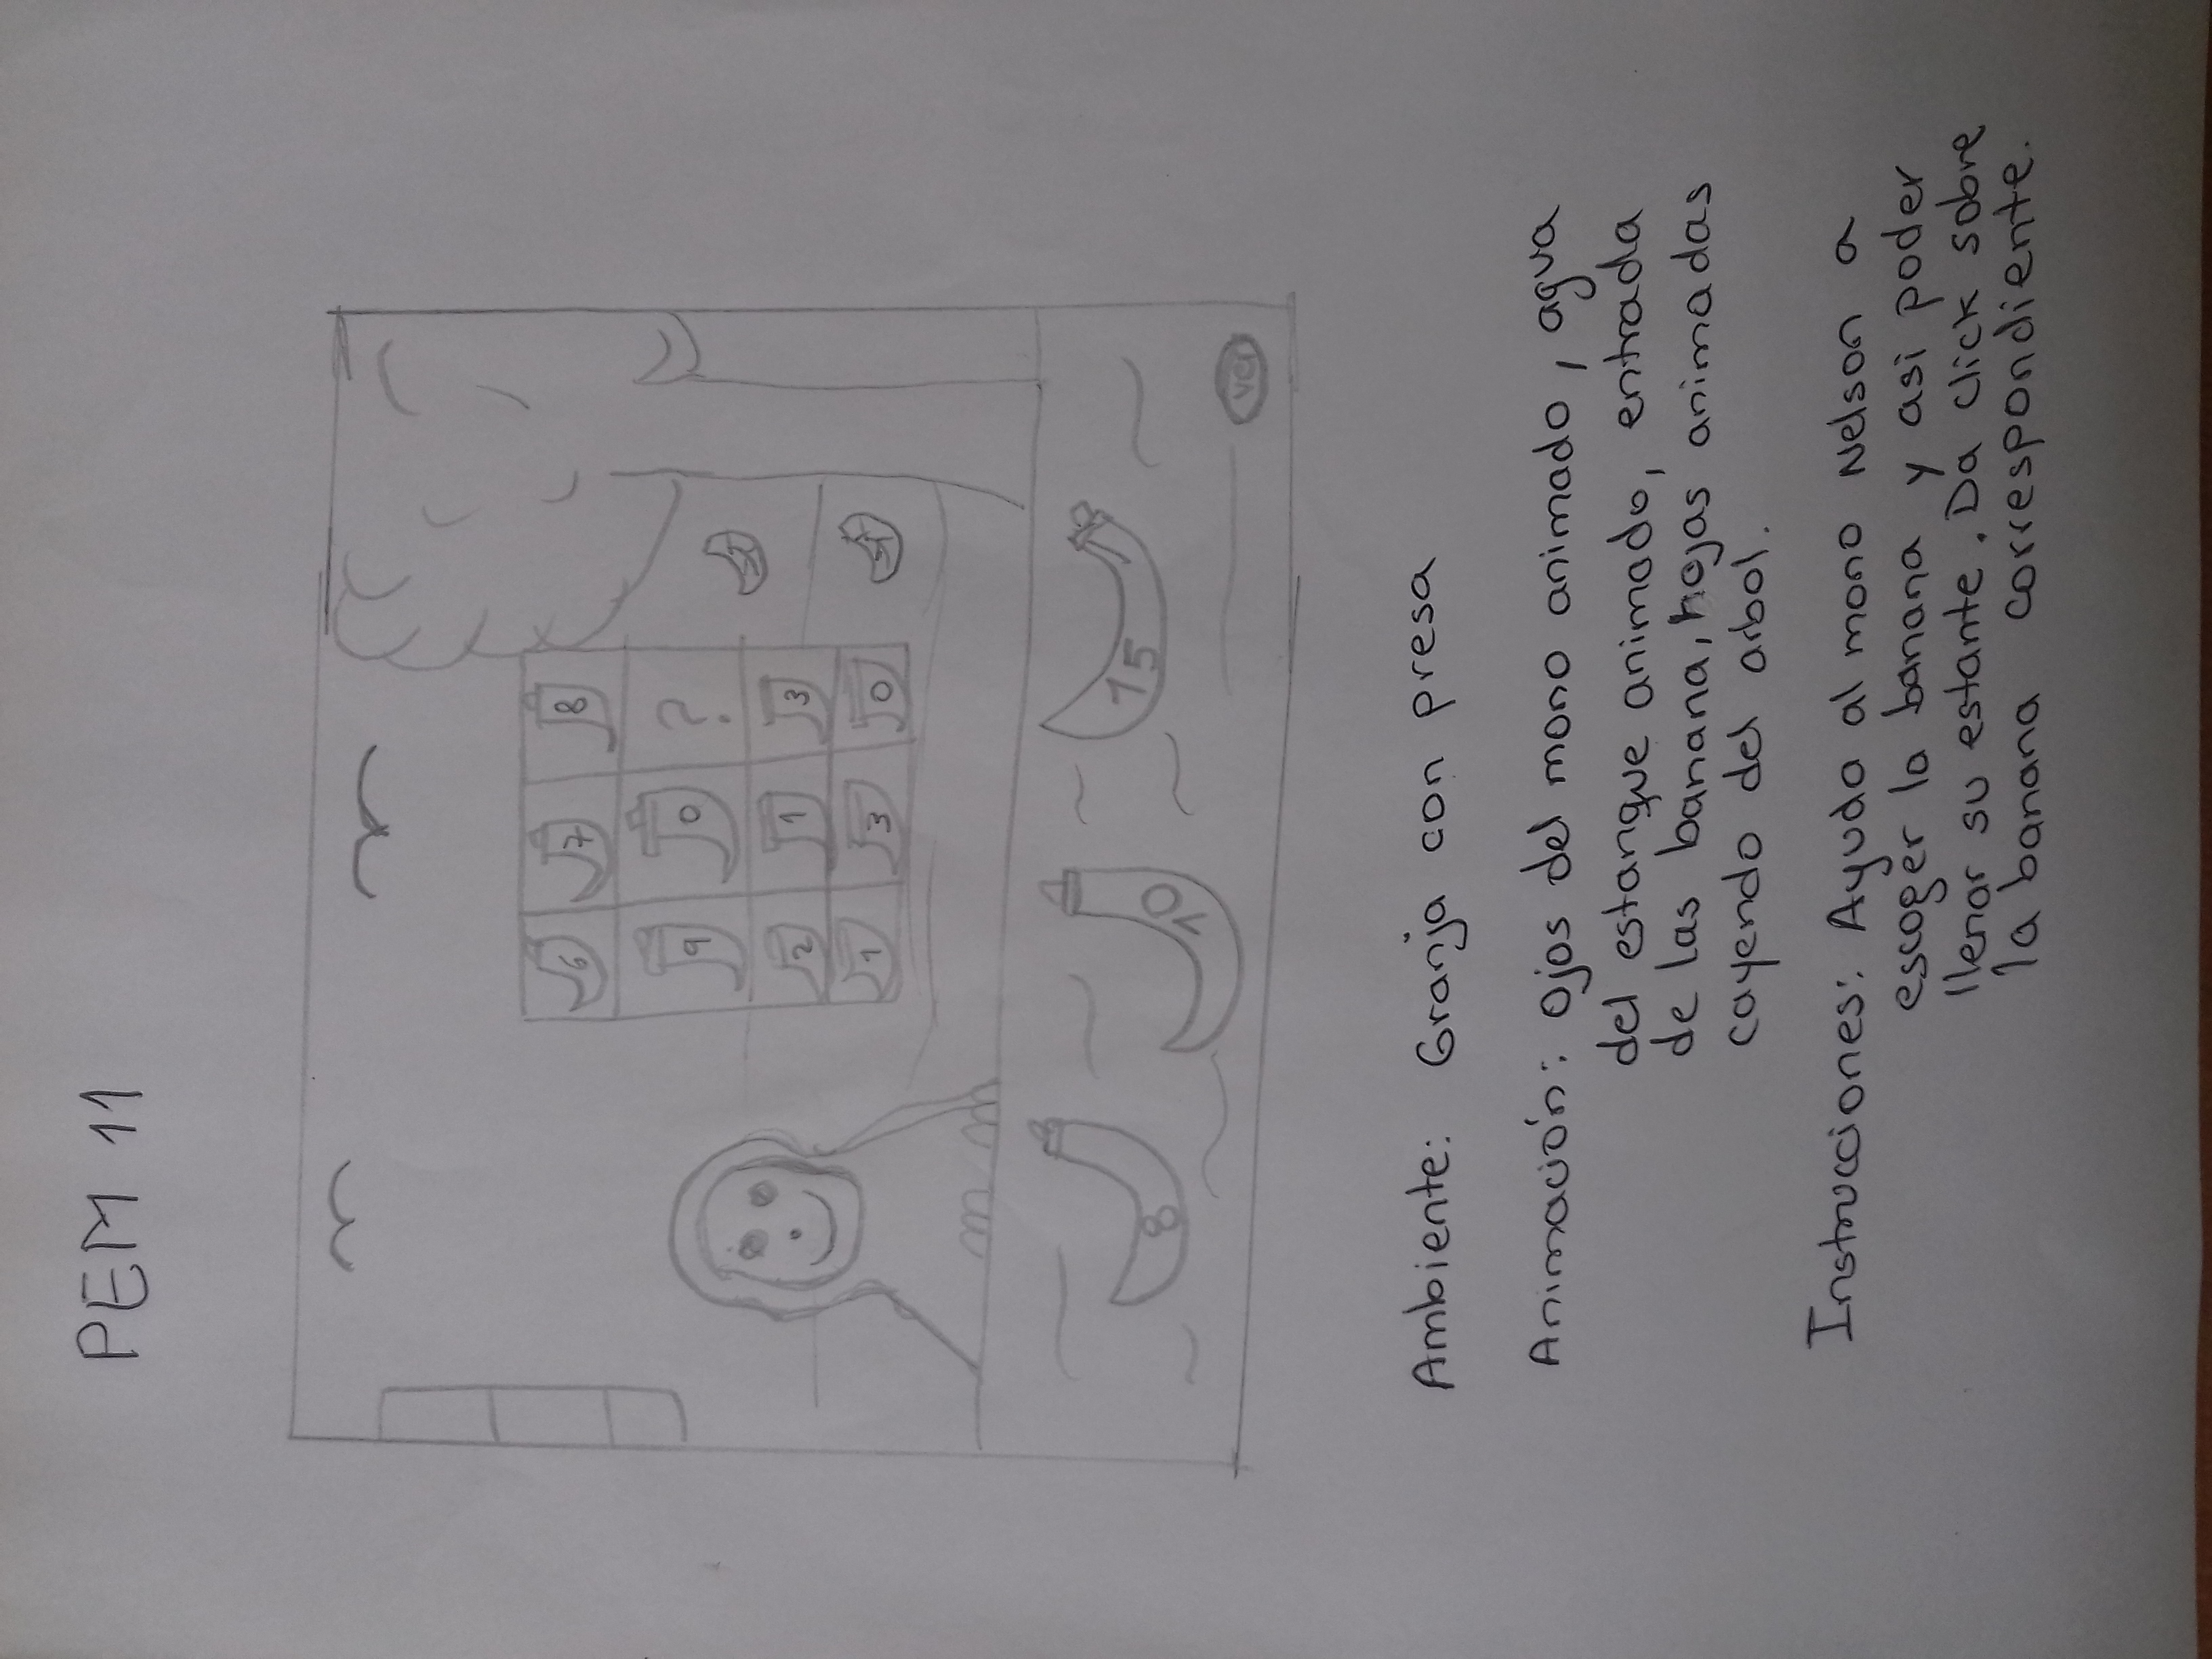 PEM 11
6 7 8
9 0 ?
2 1 3
1 3 0
8 10 15
ver
Ambiente: Granja con presa
Animación: ojos del mono animado, agua
del estanque animado, entrada
de las banana, hojas animadas
cayendo del arbol.
Instrucciones: Ayuda al mono Nelson a
escoger la banana y asi poder
llenar su estante. Da click sobre
la banana correspondiente.